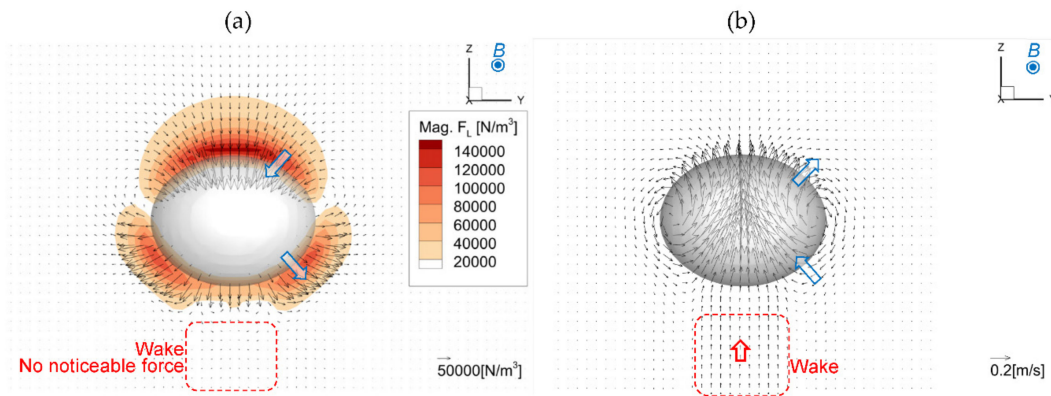 (a)
Z
B
X
Y
Mag. F_L [N/m³]
140000
120000
100000
80000
60000
40000
20000
Wake
No noticeable force
50000[N/m³]
(b)
Z
B
X
Y
Wake
0.2[m/s]